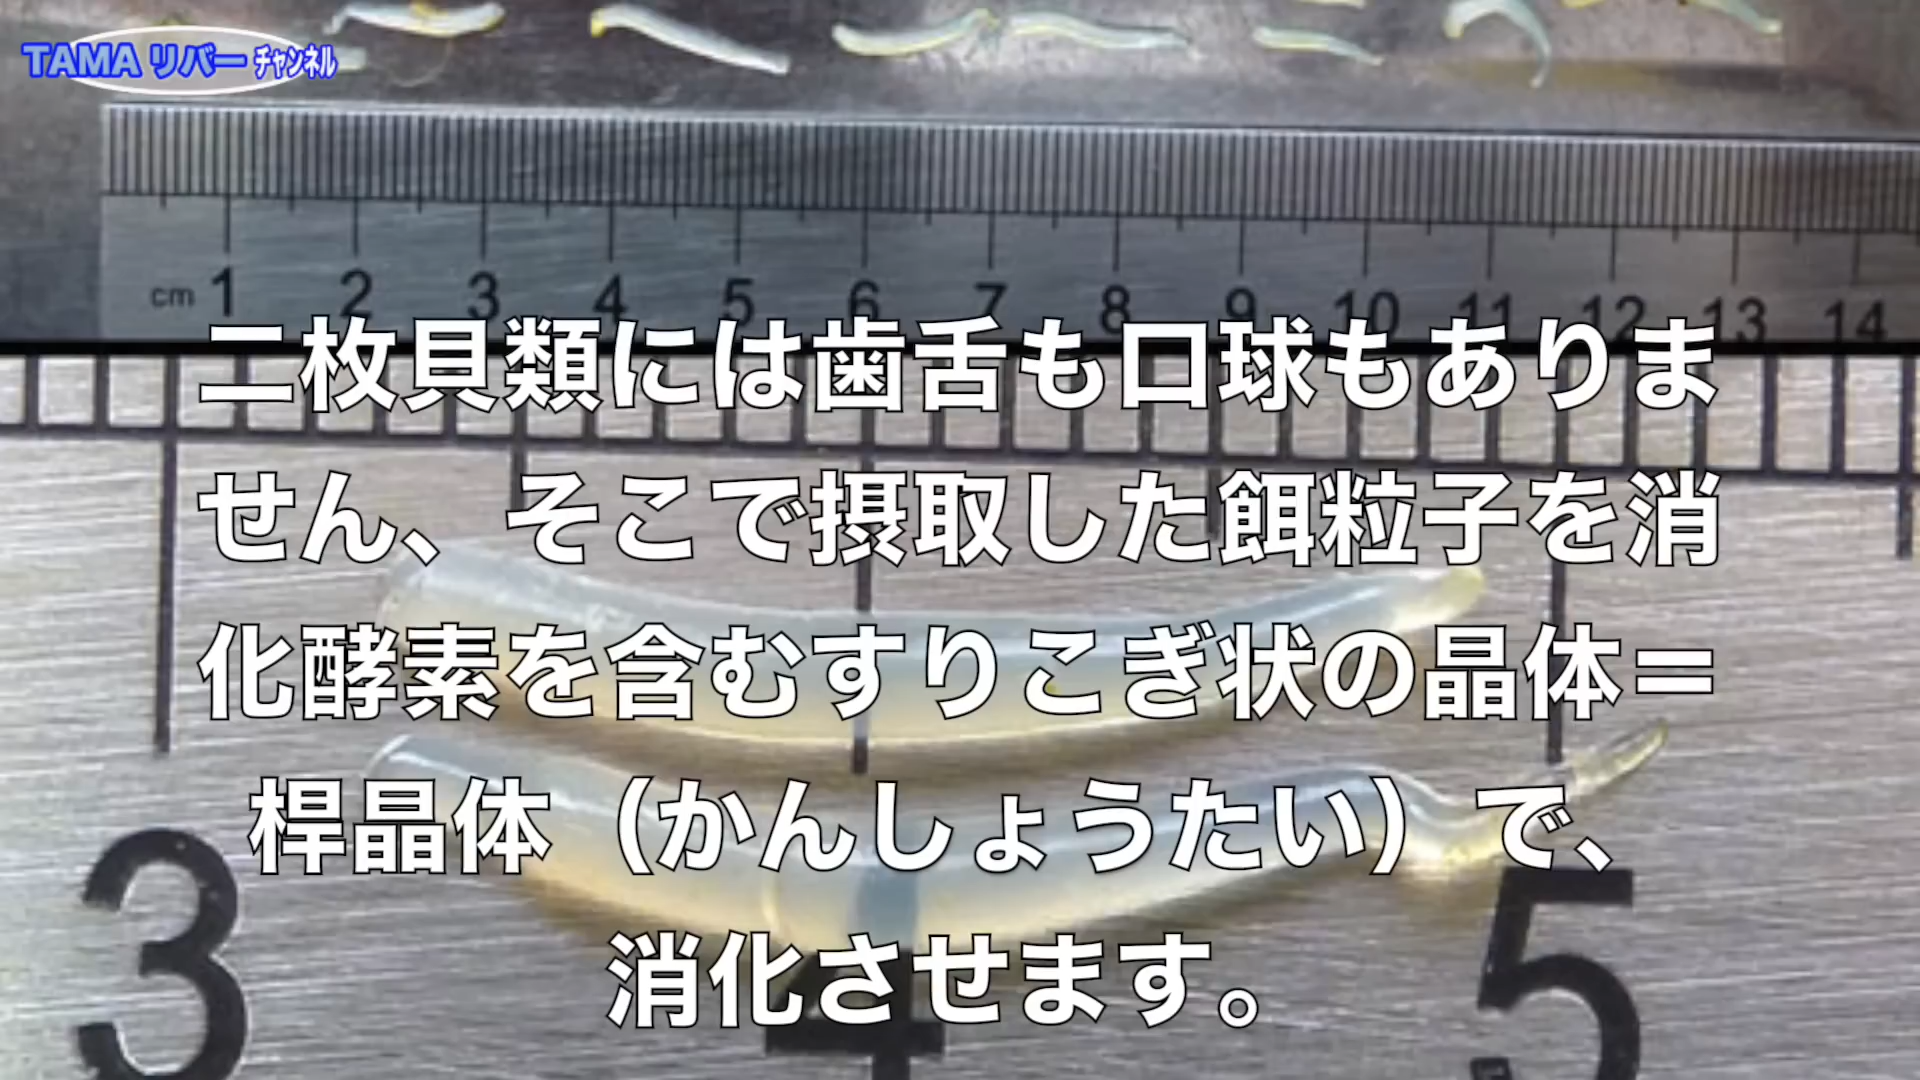 TAMA リバー チャンネル
cm 1 2 3 4 5 6 7 8 9 10 11 12 13 14
二枚貝類には歯舌も口球もありま
せん、そこで摂取した餌粒子を消
化酵素を含むすりこぎ状の晶体＝
桿晶体（かんしょうたい）で、
消化させます。
3 4 5